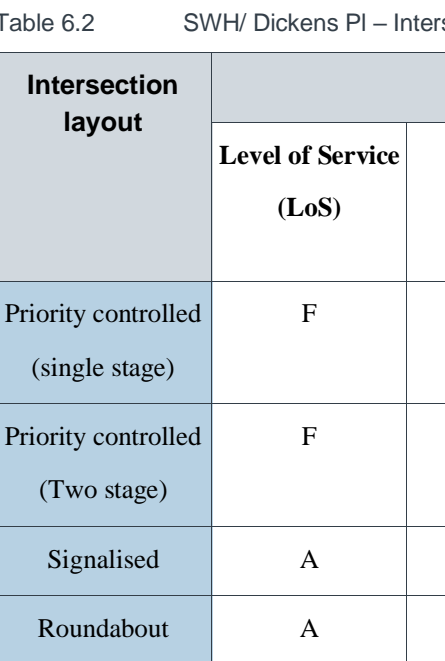 Table 6.2 SWH/ Dickens Pl – Inters
Intersection
layout
Level of Service
(LoS)
Priority controlled F
(single stage)
Priority controlled F
(Two stage)
Signalised A
Roundabout A